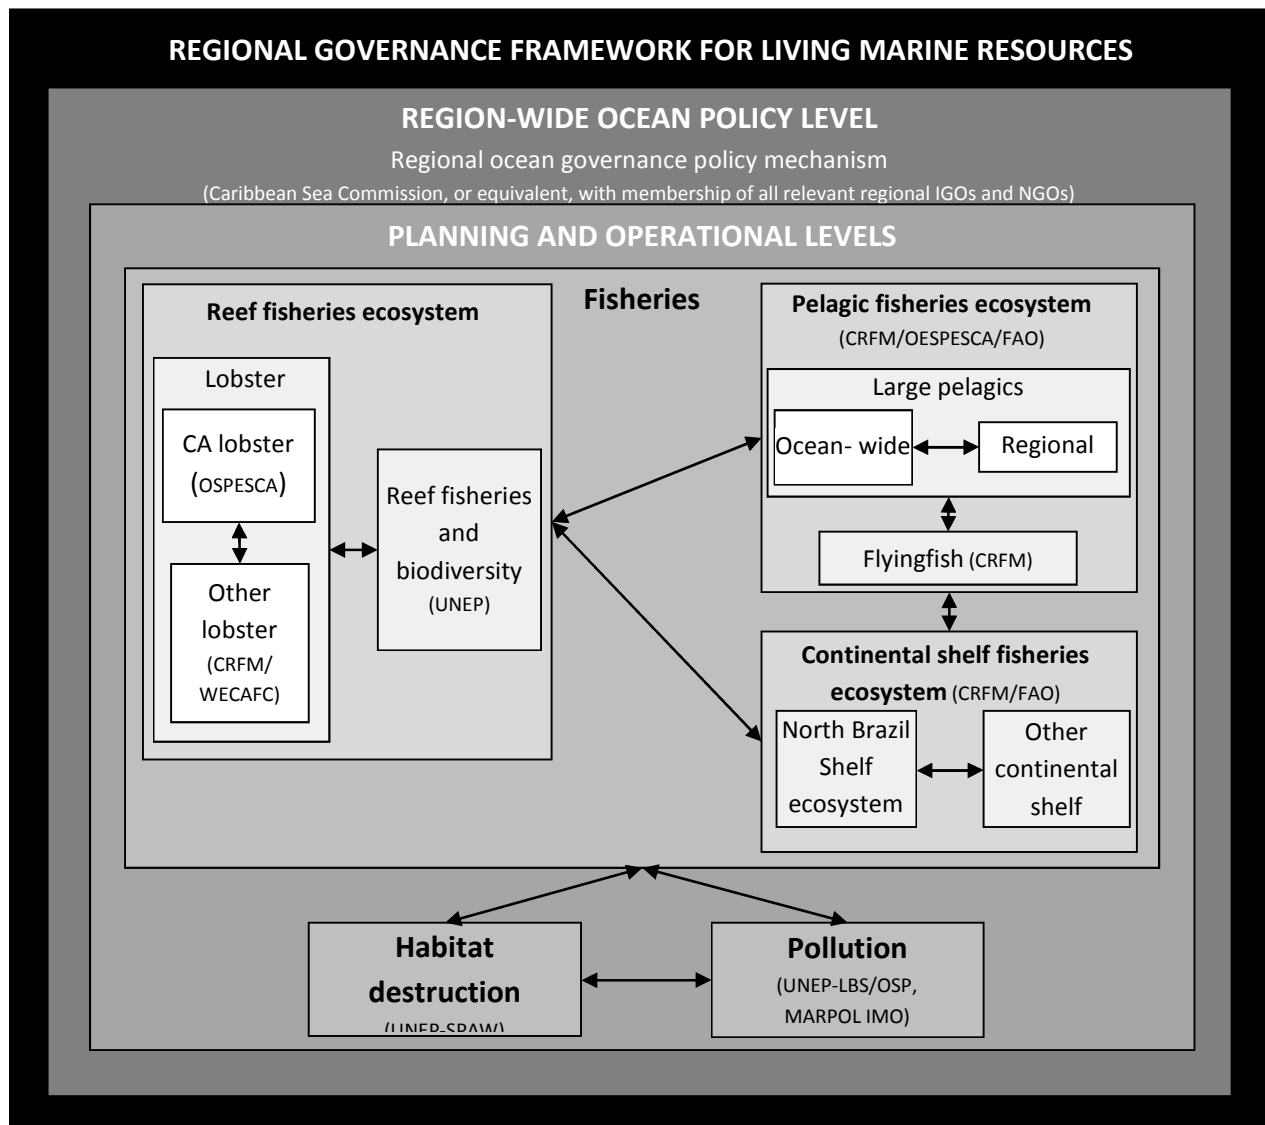 REGIONAL GOVERNANCE FRAMEWORK FOR LIVING MARINE RESOURCES
REGION-WIDE OCEAN POLICY LEVEL
Regional ocean governance policy mechanism
(Caribbean Sea Commission, or equivalent, with membership of all relevant regional IGOs and NGOs)
PLANNING AND OPERATIONAL LEVELS
Fisheries
Reef fisheries ecosystem
Lobster
CA lobster
(OSPESCA)
Other
lobster
(CRFM/
WECAFC)
Reef fisheries
and
biodiversity
(UNEP)
Pelagic fisheries ecosystem
(CRFM/OESPESCA/FAO)
Large pelagics
Ocean- wide
Regional
Flyingfish (CRFM)
Continental shelf fisheries
ecosystem (CRFM/FAO)
North Brazil
Shelf
ecosystem
Other
continental
shelf
Habitat
destruction
(UNEP-SPAW)
Pollution
(UNEP-LBS/OSP,
MARPOL IMO)